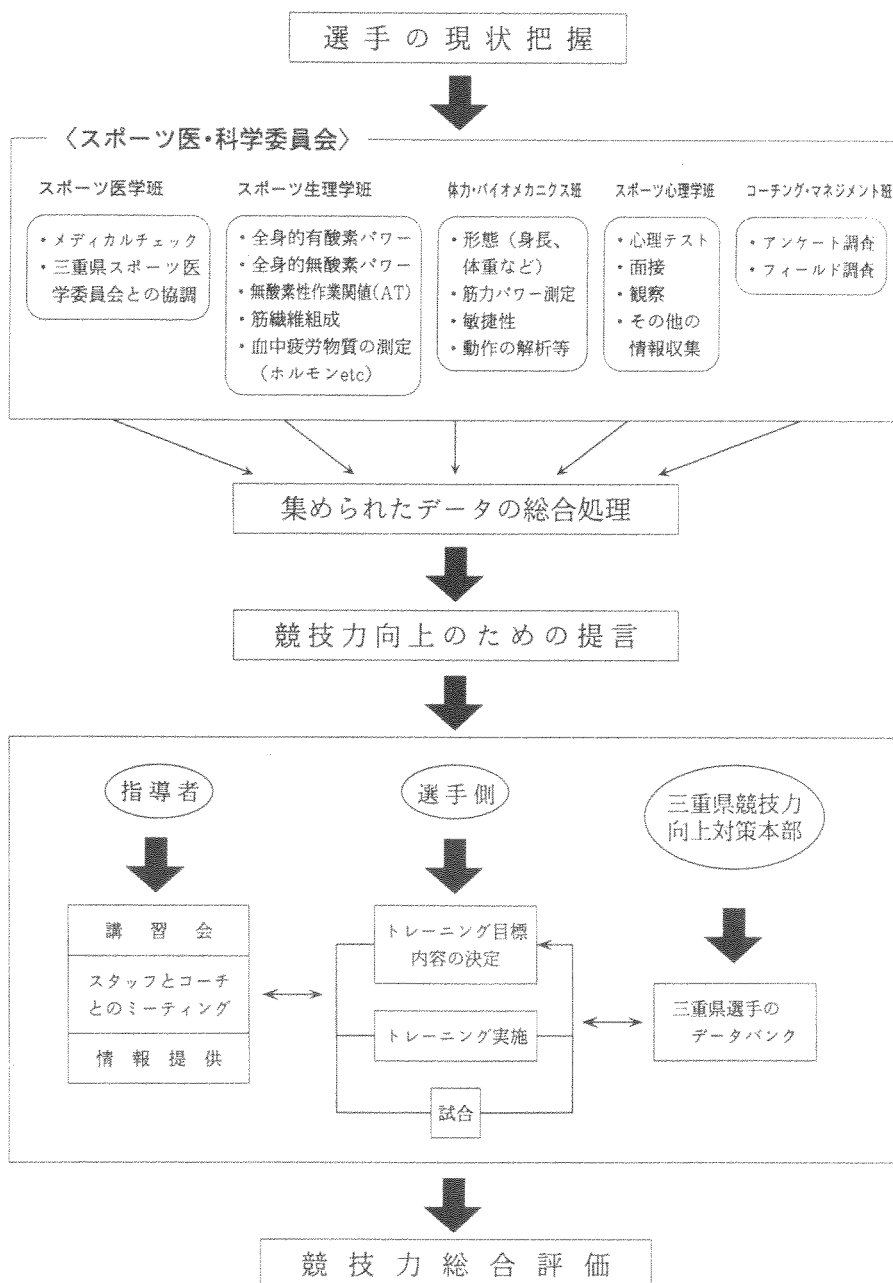 選手の現状把握
〈スポーツ医・科学委員会〉
スポーツ医学班
・メディカルチェック
・三重県スポーツ医
学委員会との協調
スポーツ生理学班
・全身的有酸素パワー
・全身的無酸素パワー
・無酸素性作業閾値(AT)
・筋繊維組成
・血中疲労物質の測定
（ホルモンetc）
体力・バイオメカニクス班
・形態（身長、
体重など）
・筋力パワー測定
・敏捷性
・動作の解析等
スポーツ心理学班
・心理テスト
・面接
・観察
・その他の
情報収集
コーチング・マネジメント班
・アンケート調査
・フィールド調査
集められたデータの総合処理
競技力向上のための提言
指導者
講習会
スタッフとコーチ
とのミーティング
情報提供
選手側
トレーニング目標
内容の決定
トレーニング実施
試合
三重県競技力
向上対策本部
三重県選手の
データバンク
競技力総合評価